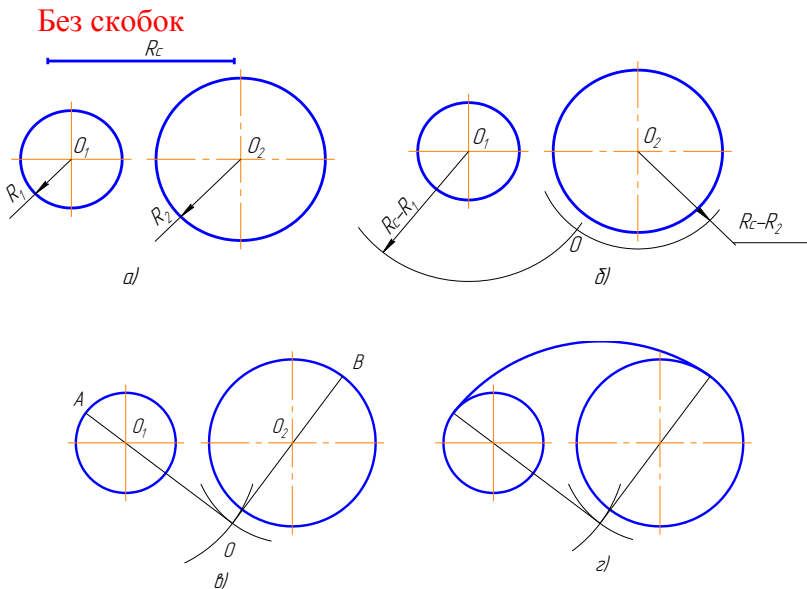 Без скобок
Rc
O1
O2
R1
R2
а)
O1
O2
Rc–R1
O
Rc–R2
б)
A
O1
O2
B
O
в)
г)